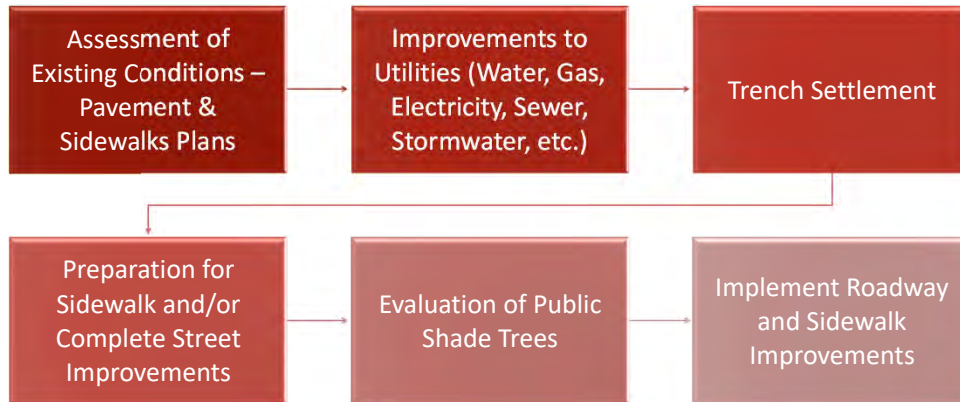 Assessment of
Existing Conditions –
Pavement &
Sidewalks Plans
Improvements to
Utilities (Water, Gas,
Electricity, Sewer,
Stormwater, etc.)
Trench Settlement
Preparation for
Sidewalk and/or
Complete Street
Improvements
Evaluation of Public
Shade Trees
Implement Roadway
and Sidewalk
Improvements